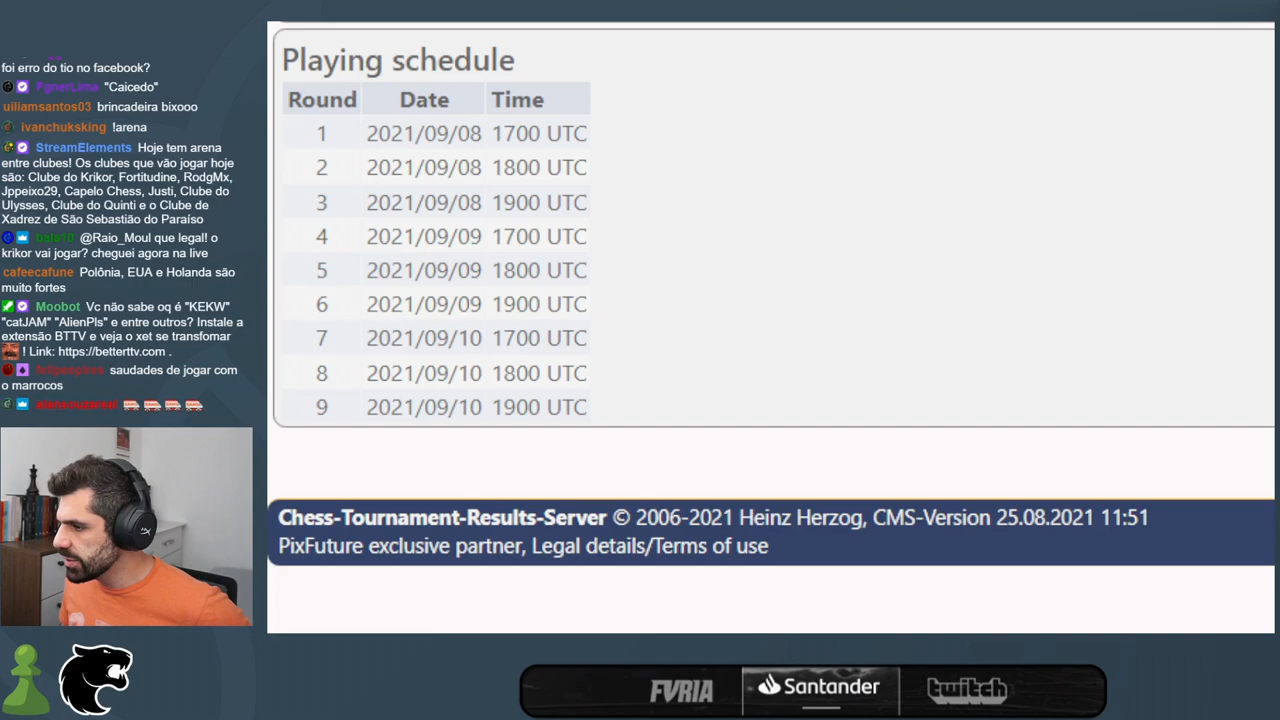 foi erro do tio no facebook?
FgnerLima "Caicedo"
uiliamsantos03 brincadeira bixooo
ivanchuksking !arena
StreamElements Hoje tem arena
entre clubes! Os clubes que vão jogar hoje
são: Clube do Krikor, Fortitudine, RodgMx,
Jppeixo29, Capelo Chess, Justi, Clube do
Ulysses, Clube do Quinti e o Clube de
Xadrez de São Sebastião do Paraíso
@Raio_Moul que legal! o
krikor vai jogar? cheguei agora na live
cafeecafune Polônia, EUA e Holanda são
muito fortes
Moobot Vc não sabe oq é "KEKW"
"catJAM" "AlienPls" e entre outros? Instale a
extensão BTTV e veja o xet se transfomar
! Link: https://betterttv.com .
saudades de jogar com
o marrocos
Playing schedule
Round Date Time
1 2021/09/08 1700 UTC
2 2021/09/08 1800 UTC
3 2021/09/08 1900 UTC
4 2021/09/09 1700 UTC
5 2021/09/09 1800 UTC
6 2021/09/09 1900 UTC
7 2021/09/10 1700 UTC
8 2021/09/10 1800 UTC
9 2021/09/10 1900 UTC
Chess-Tournament-Results-Server © 2006-2021 Heinz Herzog, CMS-Version 25.08.2021 11:51
PixFuture exclusive partner, Legal details/Terms of use
FVRIA Santander twitch